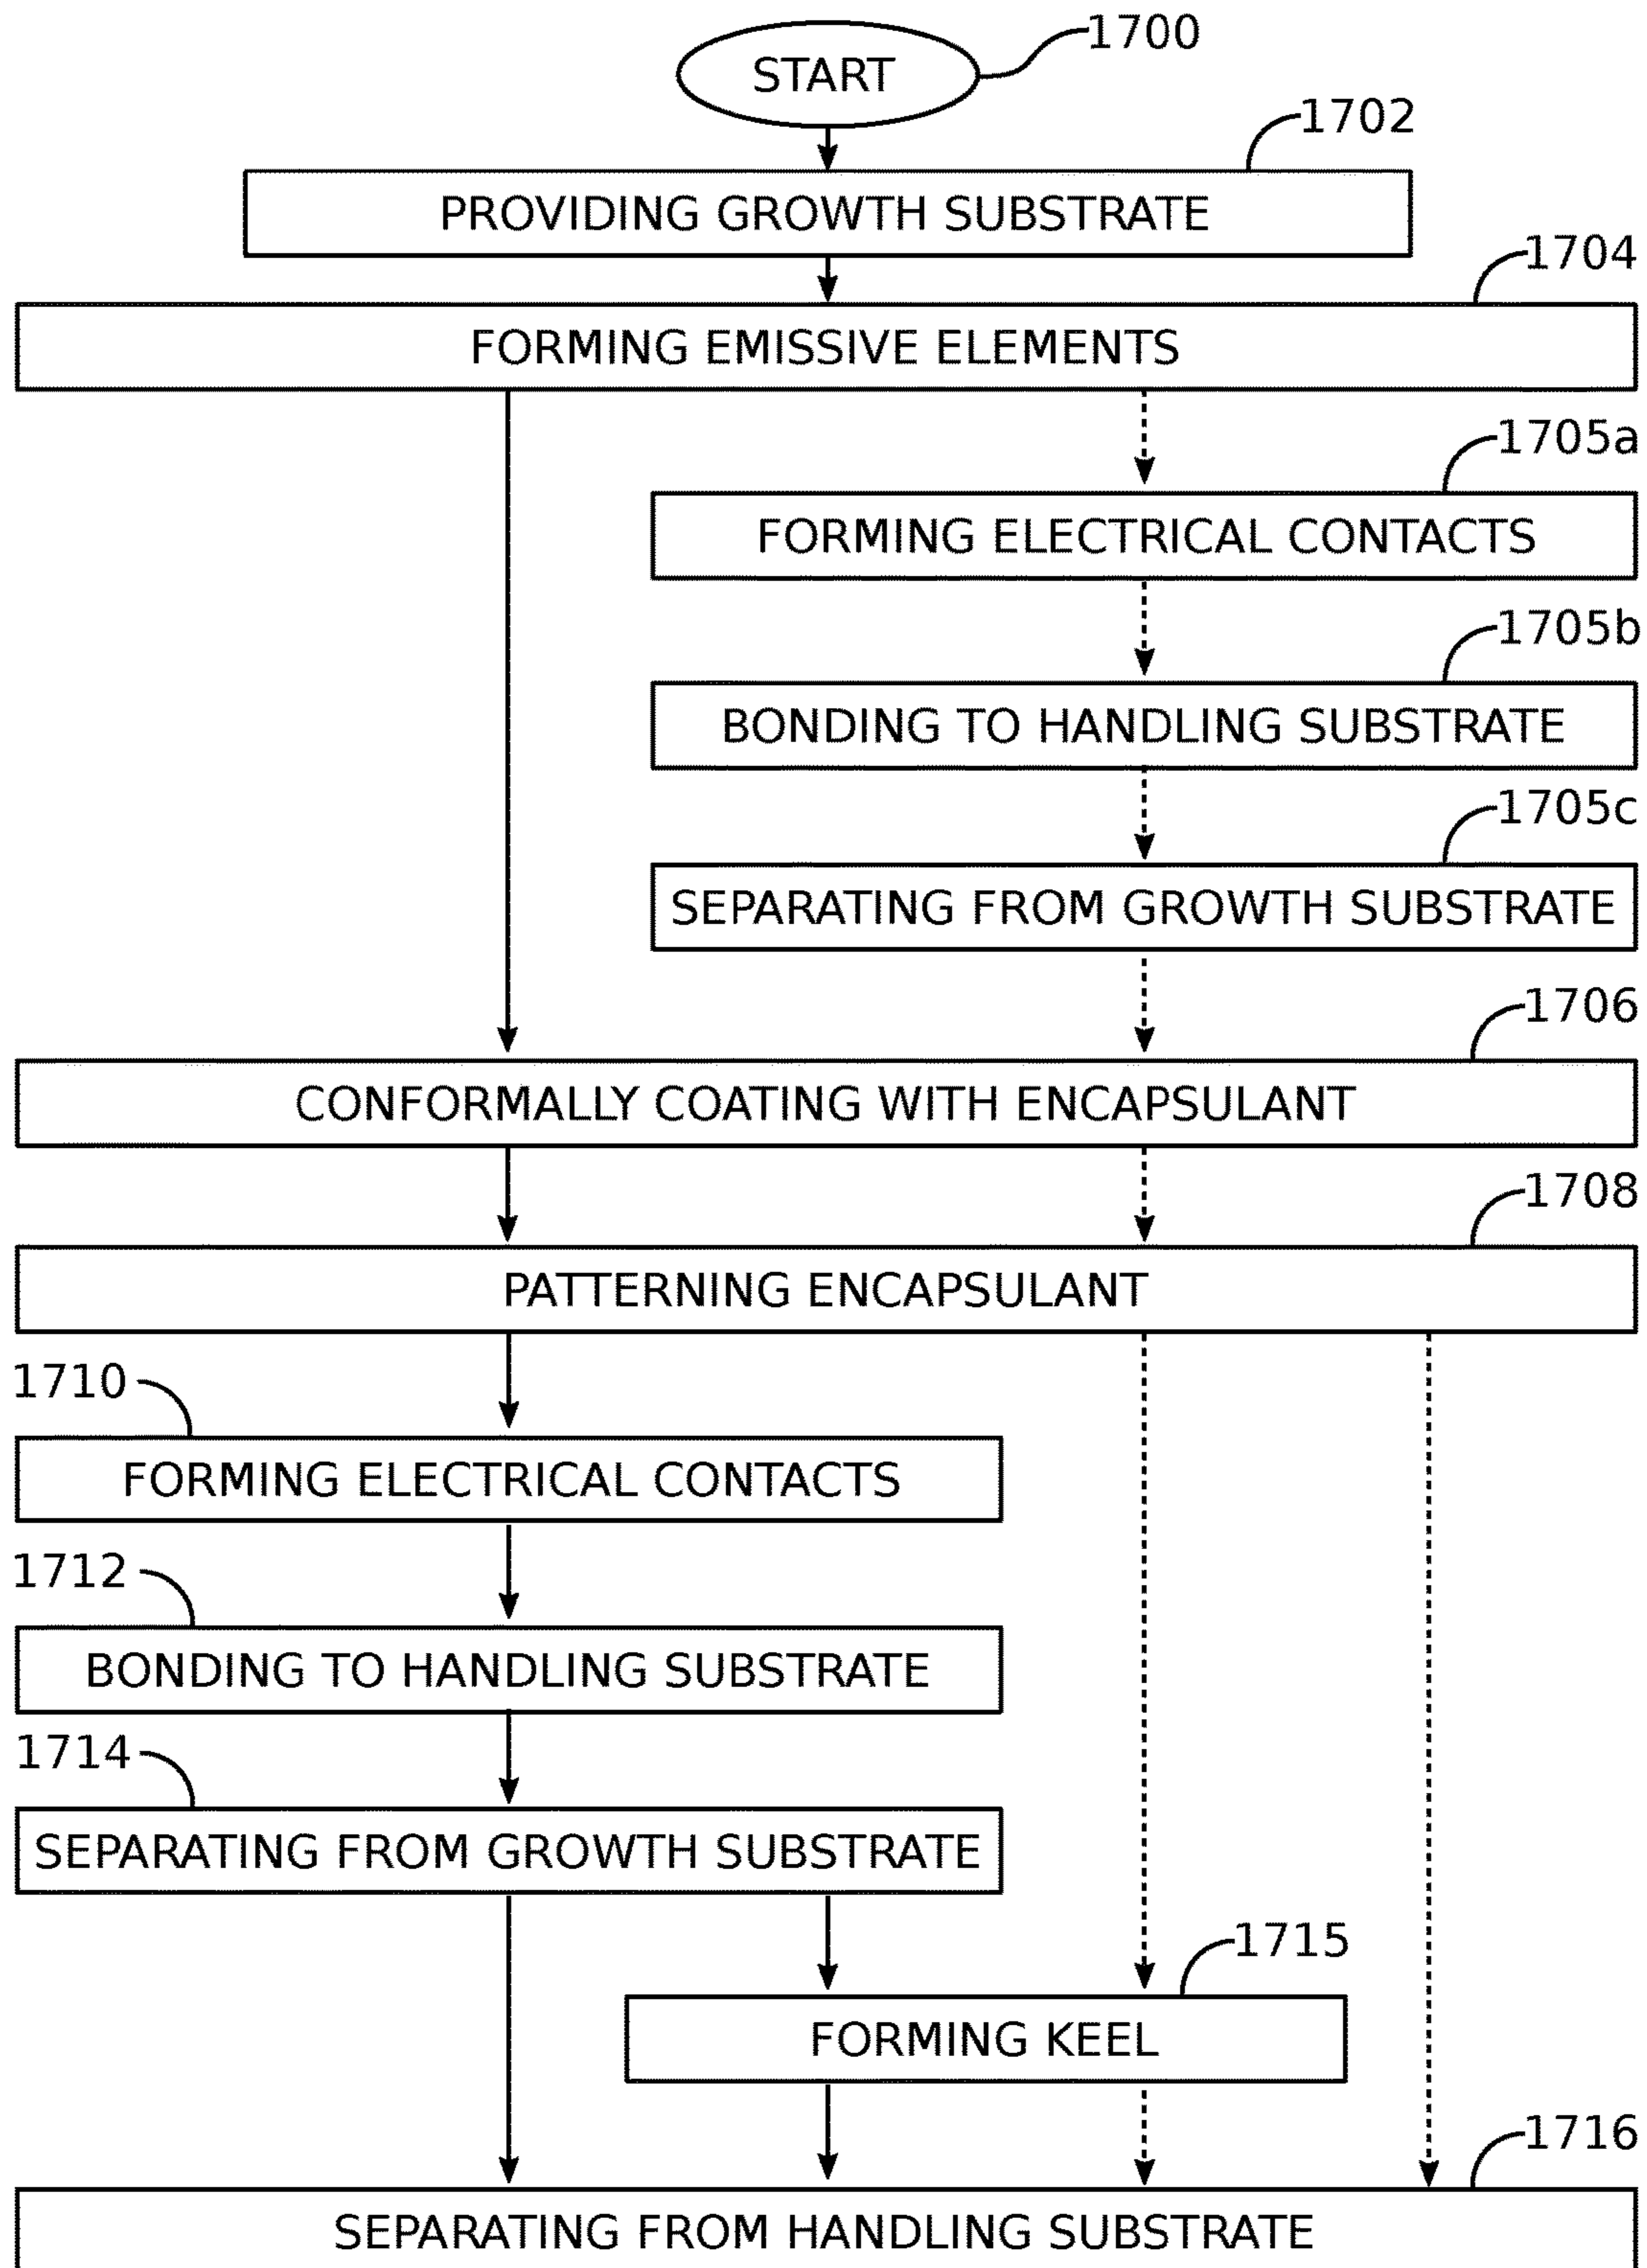 START
1700
1702
PROVIDING GROWTH SUBSTRATE
1704
FORMING EMISSIVE ELEMENTS
1705a
FORMING ELECTRICAL CONTACTS
1705b
BONDING TO HANDLING SUBSTRATE
1705c
SEPARATING FROM GROWTH SUBSTRATE
1706
CONFORMALLY COATING WITH ENCAPSULANT
1708
PATTERNING ENCAPSULANT
1710
FORMING ELECTRICAL CONTACTS
1712
BONDING TO HANDLING SUBSTRATE
1714
SEPARATING FROM GROWTH SUBSTRATE
1715
FORMING KEEL
1716
SEPARATING FROM HANDLING SUBSTRATE